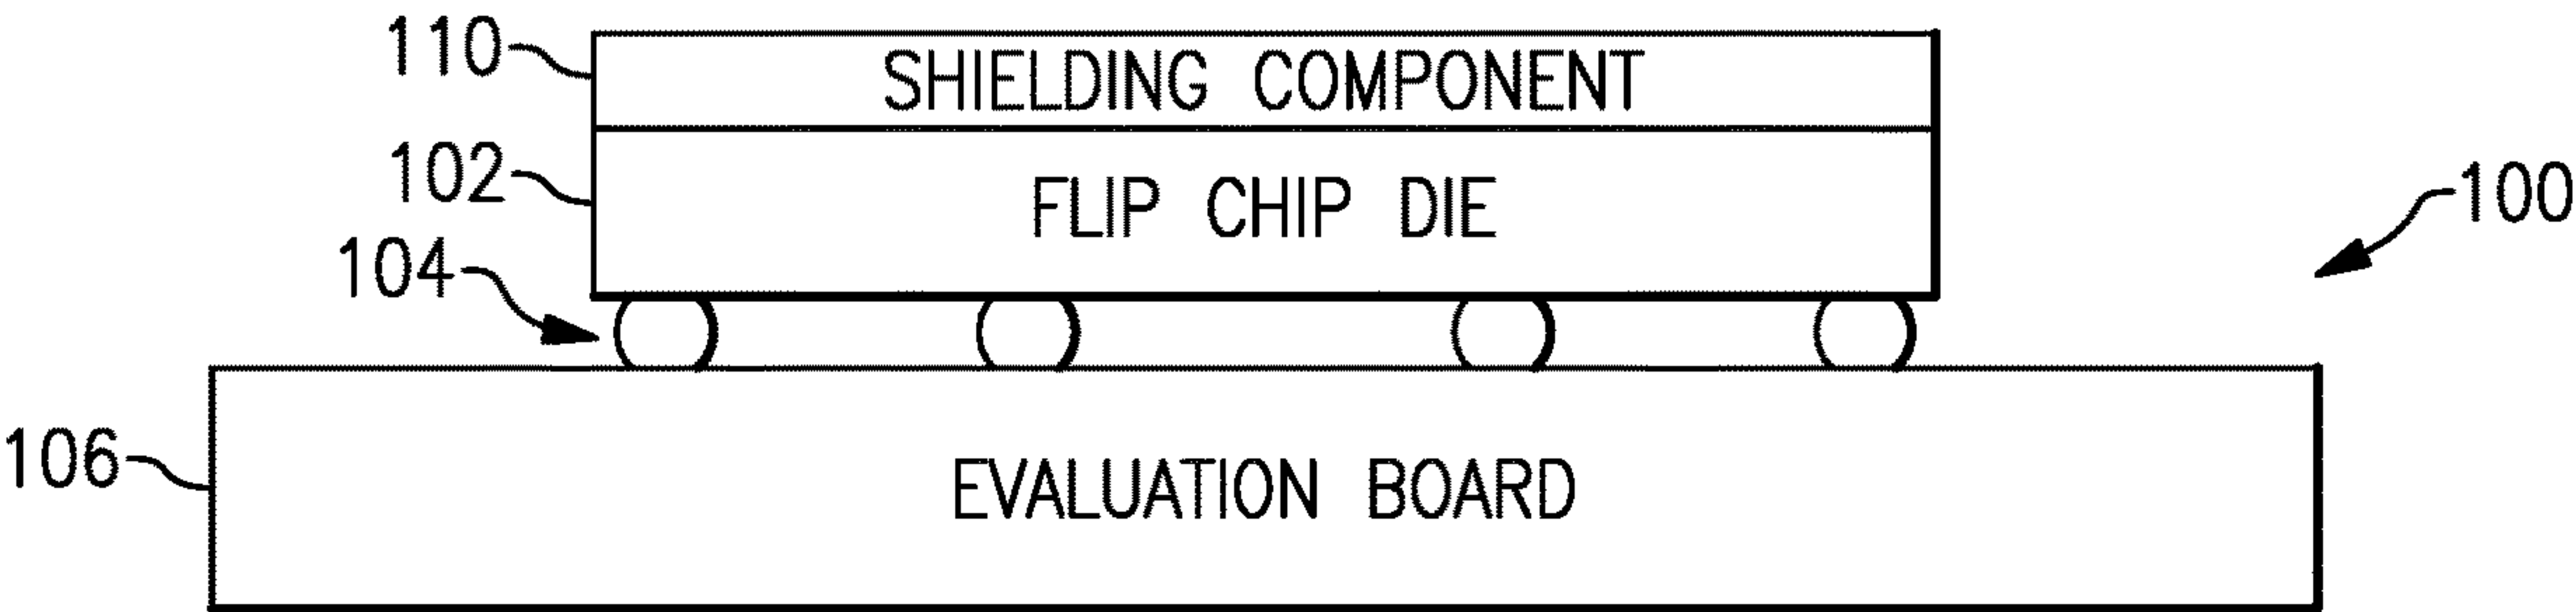 110
SHIELDING COMPONENT
102
FLIP CHIP DIE
100
104
106
EVALUATION BOARD